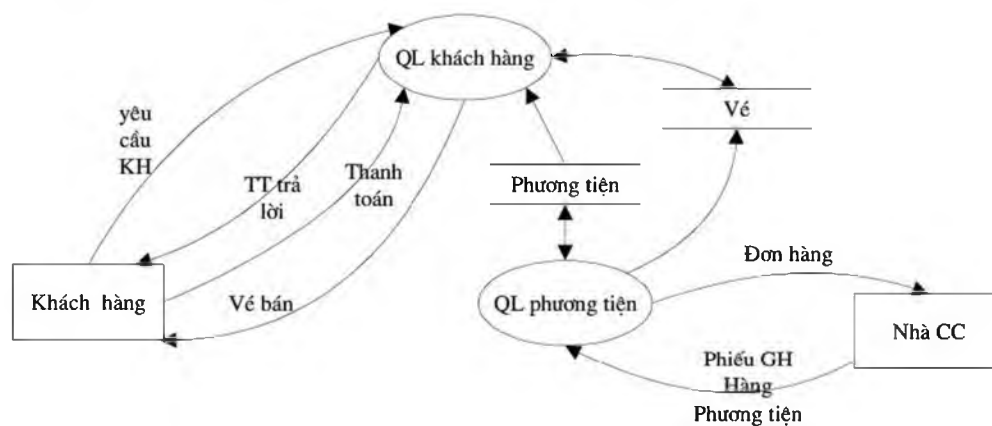 QL khách hàng
yêu
cầu
KH
Vé
TT trả
lời
Thanh
toán
Phương tiện
Đơn hàng
Khách hàng
Vé bán
QL phương tiện
Nhà CC
Phiếu GH
Hàng
Phương tiện